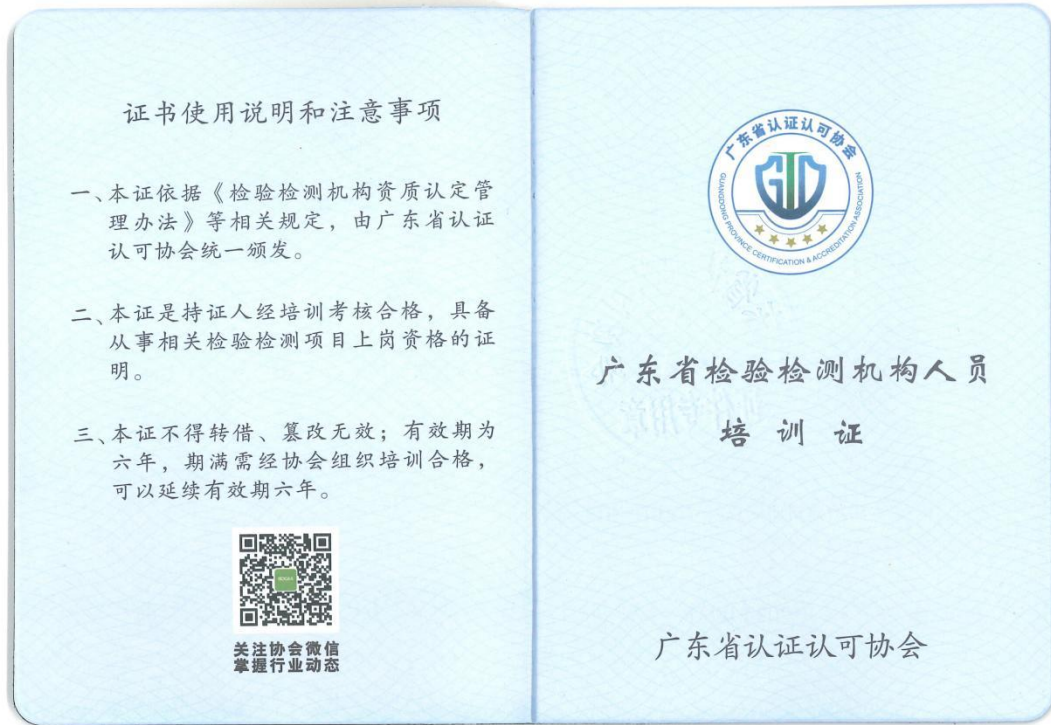 证书使用说明和注意事项
一、本证依据《检验检测机构资质认定管
理办法》等相关规定，由广东省认证
认可协会统一颁发。
二、本证是持证人经培训考核合格，具备
从事相关检验检测项目上岗资格的证
明。
三、本证不得转借、篡改无效；有效期为
六年，期满需经协会组织培训合格，
可以延续有效期六年。
关注协会微信
掌握行业动态
广东省认证认可协会
GUANGDONG PROVINCE CERTIFICATION & ACCREDITATION ASSOCIATION
广东省检验检测机构人员
培训证
广东省认证认可协会